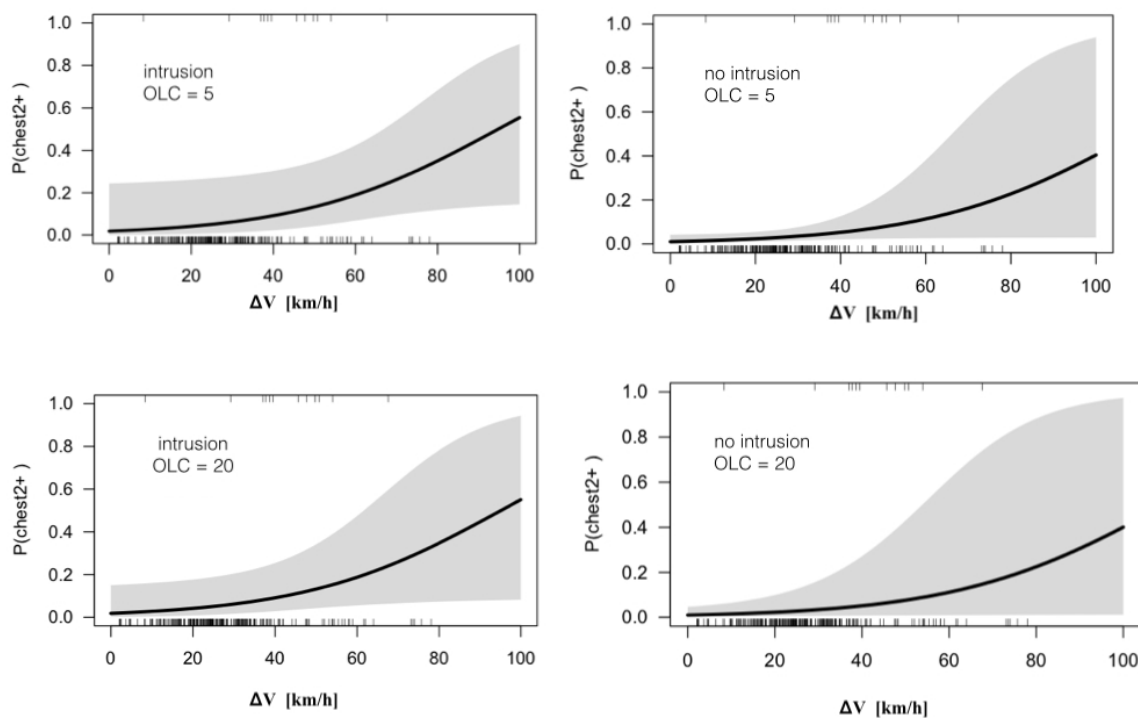 P(chest2+)
1.0
0.8
0.6
0.4
0.2
0.0
intrusion
OLC = 5
0 20 40 60 80 100
ΔV [km/h]
P(chest2+)
1.0
0.8
0.6
0.4
0.2
0.0
no intrusion
OLC = 5
0 20 40 60 80 100
ΔV [km/h]
P(chest2+ )
1.0
0.8
0.6
0.4
0.2
0.0
intrusion
OLC = 20
0 20 40 60 80 100
ΔV [km/h]
P(chest2+ )
1.0
0.8
0.6
0.4
0.2
0.0
no intrusion
OLC = 20
0 20 40 60 80 100
ΔV [km/h]